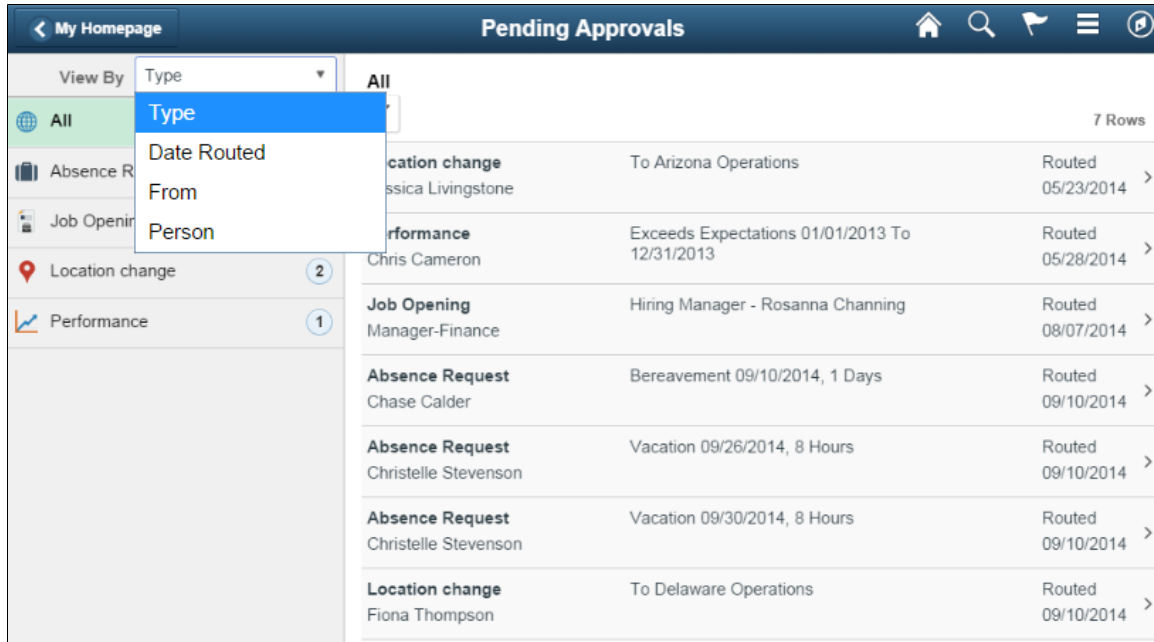 My Homepage
Pending Approvals
View By
Type
Type
Date Routed
From
Person
All
Absence R
Job Openin
Location change
2
Performance
1
All
7 Rows
cation change
To Arizona Operations
Routed
ssica Livingstone
05/23/2014
rformance
Exceeds Expectations 01/01/2013 To
12/31/2013
Routed
Chris Cameron
05/28/2014
Job Opening
Hiring Manager - Rosanna Channing
Routed
Manager-Finance
08/07/2014
Absence Request
Bereavement 09/10/2014, 1 Days
Routed
Chase Calder
09/10/2014
Absence Request
Vacation 09/26/2014, 8 Hours
Routed
Christelle Stevenson
09/10/2014
Absence Request
Vacation 09/30/2014, 8 Hours
Routed
Christelle Stevenson
09/10/2014
Location change
To Delaware Operations
Routed
Fiona Thompson
09/10/2014